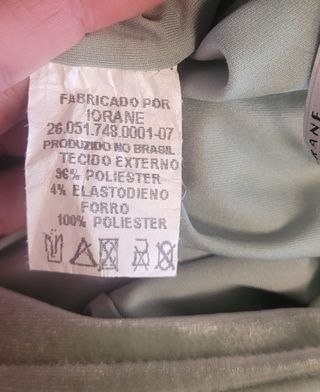 FABRICADO POR
IORANE
26.051.748.0001-07
PRODUZIDO NO BRASIL
TECIDO EXTERNO
96% POLIESTER
4% ELASTODIENO
FORRO
100% POLIESTER